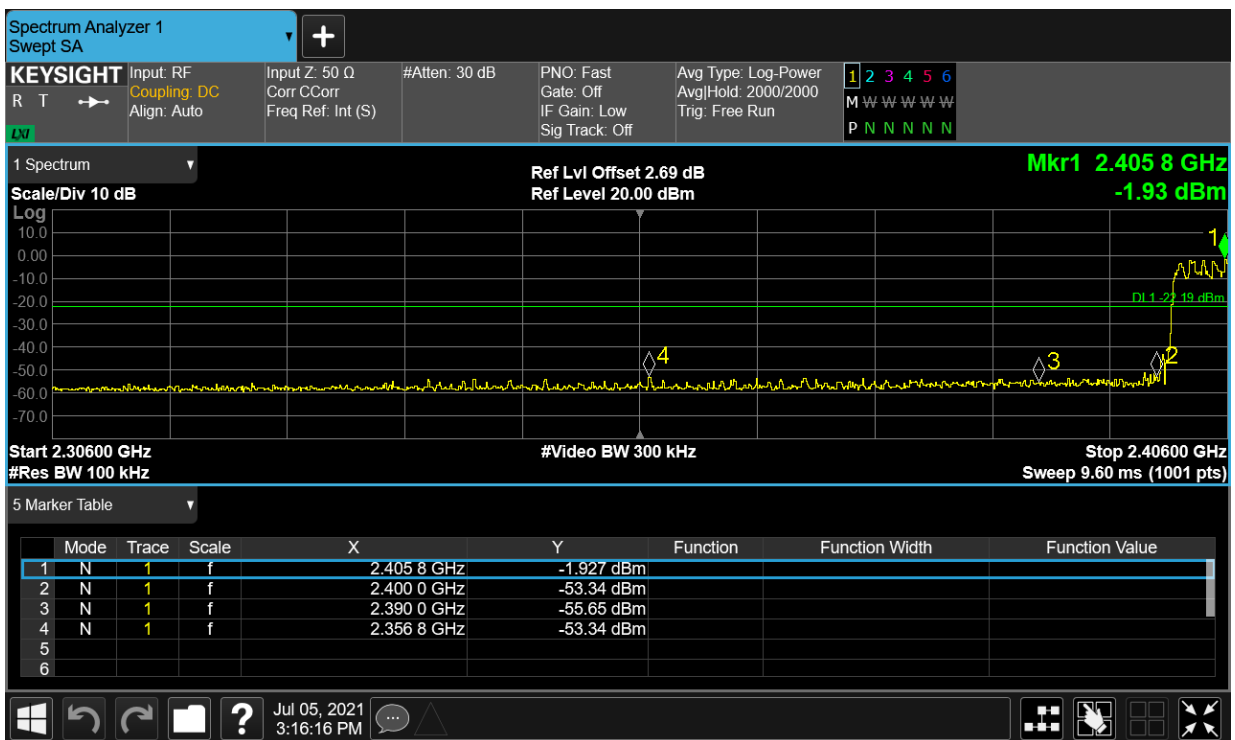 Spectrum Analyzer 1
Swept SA
+
KEYSIGHT Input: RF Input Z: 50 Ω #Atten: 30 dB PNO: Fast Avg Type: Log-Power 1 2 3 4 5 6
R T Coupling: DC Corr CCorr Gate: Off Avg|Hold: 2000/2000 M W W W W W
Align: Auto Freq Ref: Int (S) IF Gain: Low Trig: Free Run
LXI Sig Track: Off P N N N N N
1 Spectrum Ref Lvl Offset 2.69 dB Mkr1 2.405 8 GHz
Scale/Div 10 dB Ref Level 20.00 dBm -1.93 dBm
Log
10.0 1
0.00
-10.0
-20.0 DL1 -22.19 dBm
-30.0
-40.0 4 3 2
-50.0
-60.0
-70.0
Start 2.30600 GHz #Video BW 300 kHz Stop 2.40600 GHz
#Res BW 100 kHz Sweep 9.60 ms (1001 pts)
5 Marker Table
Mode Trace Scale X Y Function Function Width Function Value
1 N 1 f 2.405 8 GHz -1.927 dBm
2 N 1 f 2.400 0 GHz -53.34 dBm
3 N 1 f 2.390 0 GHz -55.65 dBm
4 N 1 f 2.356 8 GHz -53.34 dBm
5
6
? Jul 05, 2021
3:16:16 PM